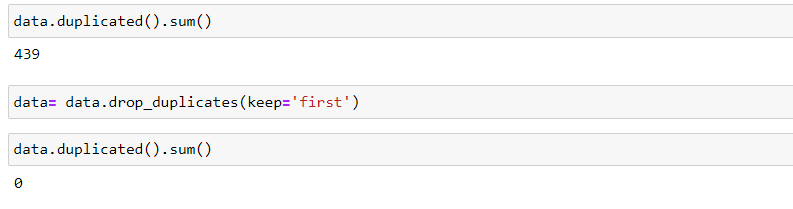 data.duplicated().sum()
439
data= data.drop_duplicates(keep='first')
data.duplicated().sum()
0